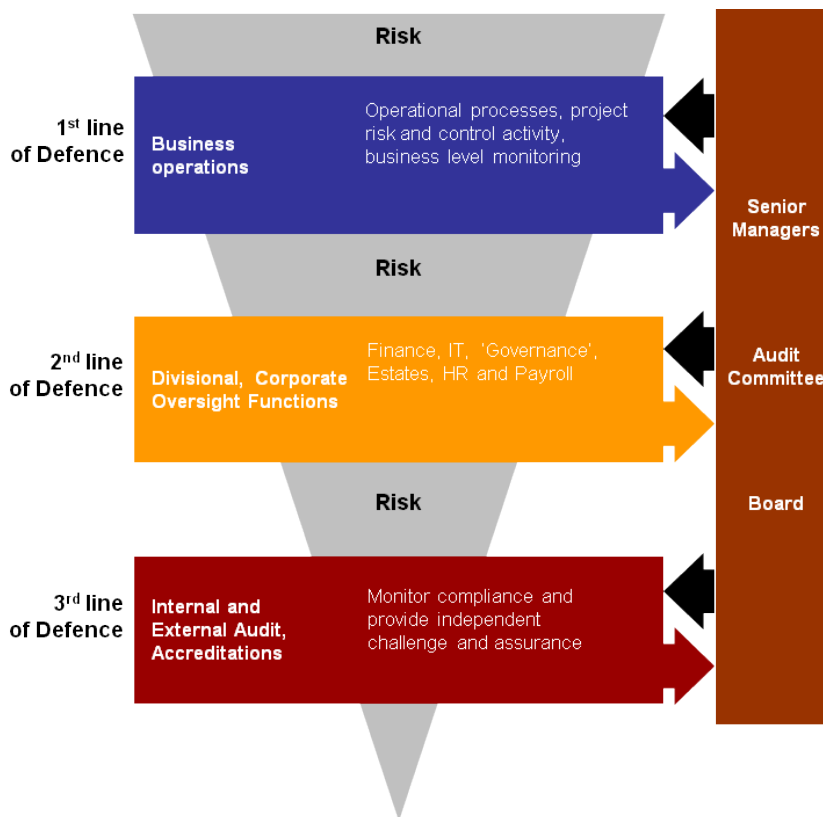 Risk
1st line
of Defence
Business
operations
Operational processes, project
risk and control activity,
business level monitoring
Senior
Managers
Risk
2nd line
of Defence
Divisional, Corporate
Oversight Functions
Finance, IT, 'Governance',
Estates, HR and Payroll
Audit
Committee
Risk
Board
3rd line
of Defence
Internal and
External Audit,
Accreditations
Monitor compliance and
provide independent
challenge and assurance